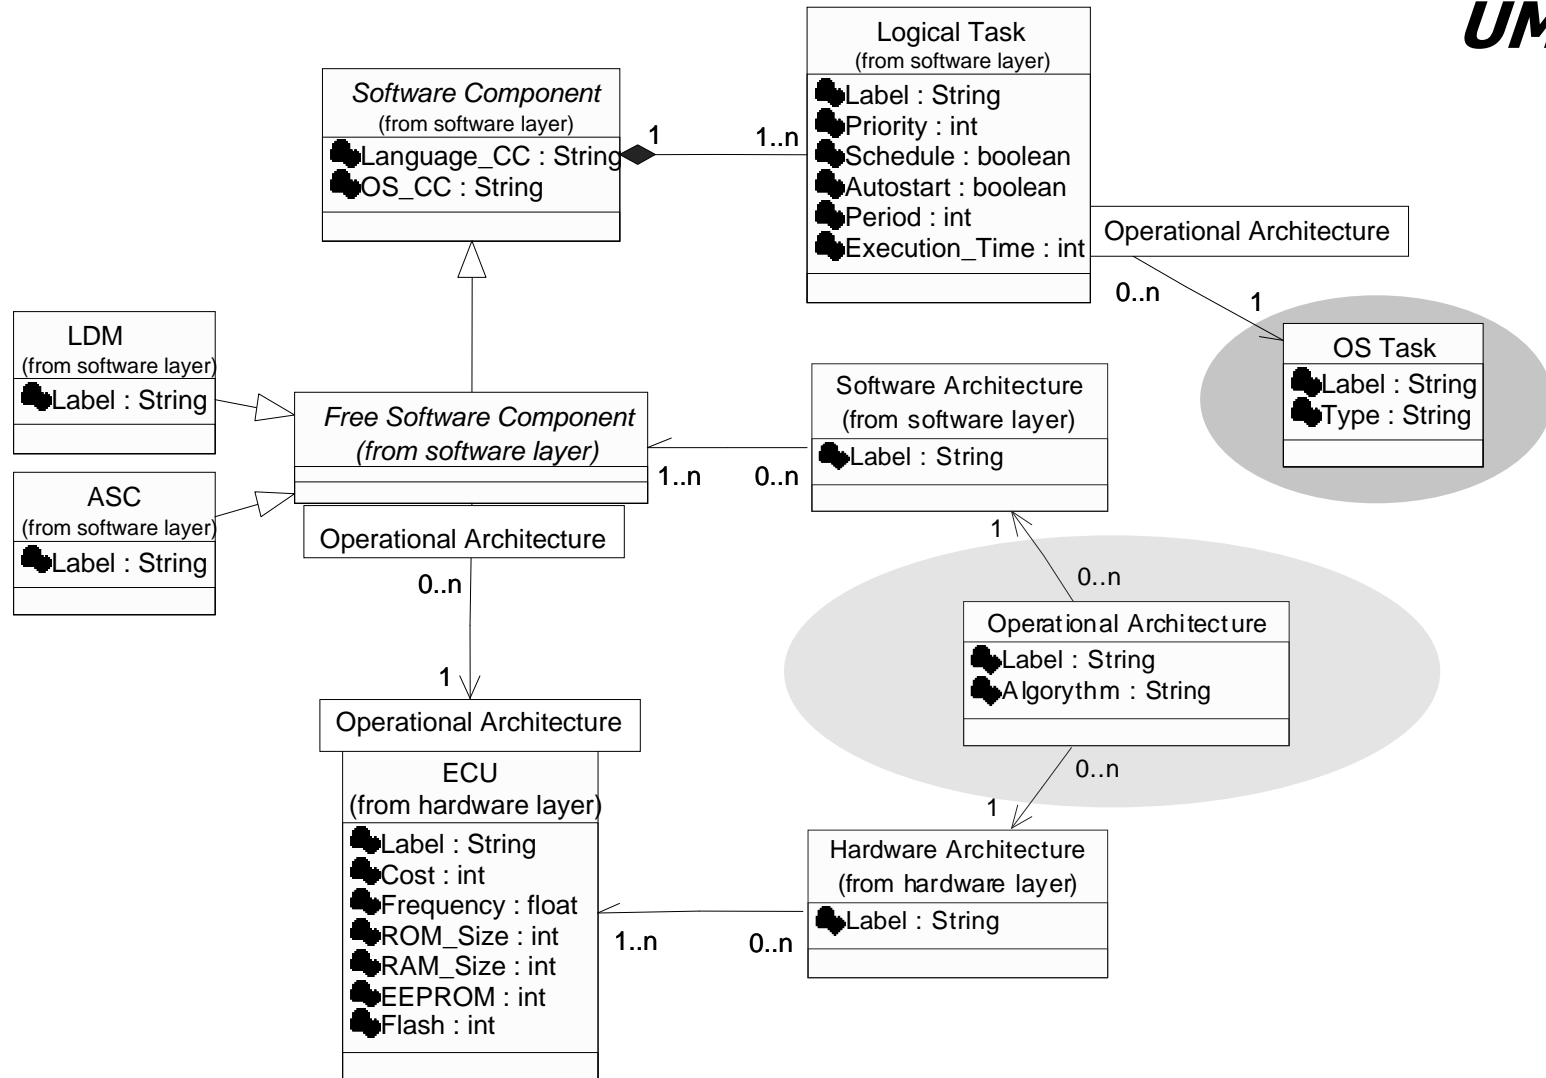 UM
Logical Task
(from software layer)
Label : String
Priority : int
Schedule : boolean
Autostart : boolean
Period : int
Execution_Time : int
Software Component
(from software layer)
Language_CC : String
OS_CC : String
1
1..n
Operational Architecture
0..n
1
OS Task
Label : String
Type : String
LDM
(from software layer)
Label : String
Free Software Component
(from software layer)
Software Architecture
(from software layer)
Label : String
1..n
0..n
ASC
(from software layer)
Label : String
Operational Architecture
0..n
1
1
0..n
Operational Architecture
Label : String
Algorythm : String
0..n
1
Operational Architecture
ECU
(from hardware layer)
Label : String
Cost : int
Frequency : float
ROM_Size : int
RAM_Size : int
EEPROM : int
Flash : int
1..n
0..n
Hardware Architecture
(from hardware layer)
Label : String